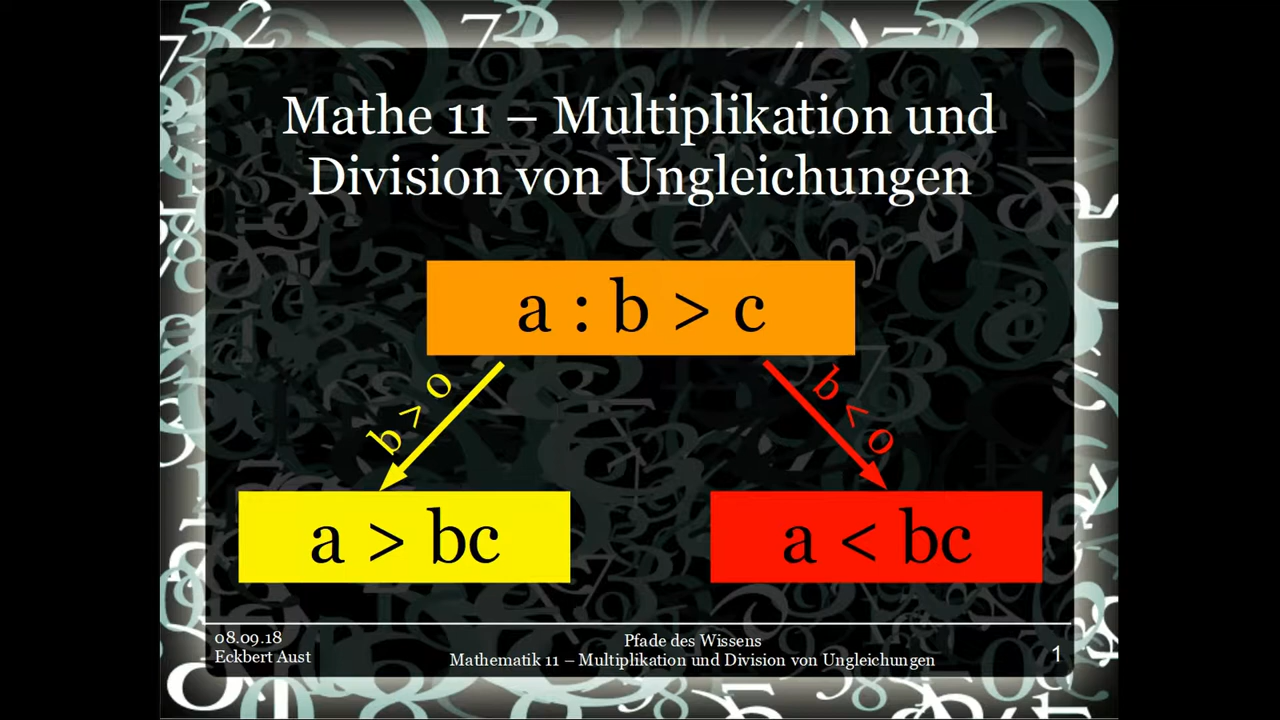 Mathe 11 – Multiplikation und
Division von Ungleichungen
a : b > c
b > 0
b < 0
a > bc
a < bc
08.09.18
Eckbert Aust
Pfade des Wissens
Mathematik 11 – Multiplikation und Division von Ungleichungen
1